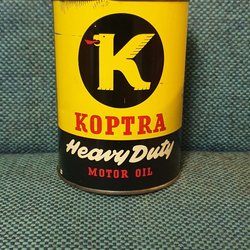 K
KOPTRA
Heavy Duty
MOTOR OIL